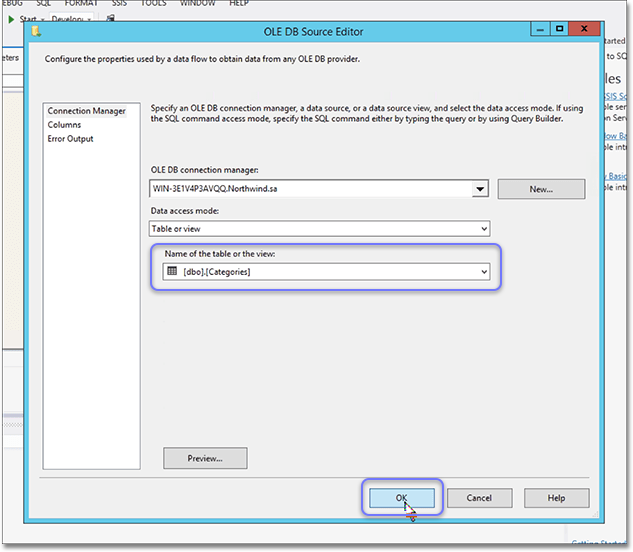 EBUG SQL FORMAT SSIS TOOLS WINDOW HELP
Start Develop
OLE DB Source Editor
Configure the properties used by a data flow to obtain data from any OLE DB provider.
Connection Manager
Columns
Error Output
Specify an OLE DB connection manager, a data source, or a data source view, and select the data access mode. If using
the SQL command access mode, specify the SQL command either by typing the query or by using Query Builder.
OLE DB connection manager:
WIN-3E1V4P3AVQQ.Northwind.sa
New...
Data access mode:
Table or view
Name of the table or the view:
[dbo].[Categories]
Preview...
OK
Cancel
Help
eters
tarted
to SQ
les
SSIS So
ple ser
on Serv
ow Bas
ple intr
y Basic
ple intr
Getting Started